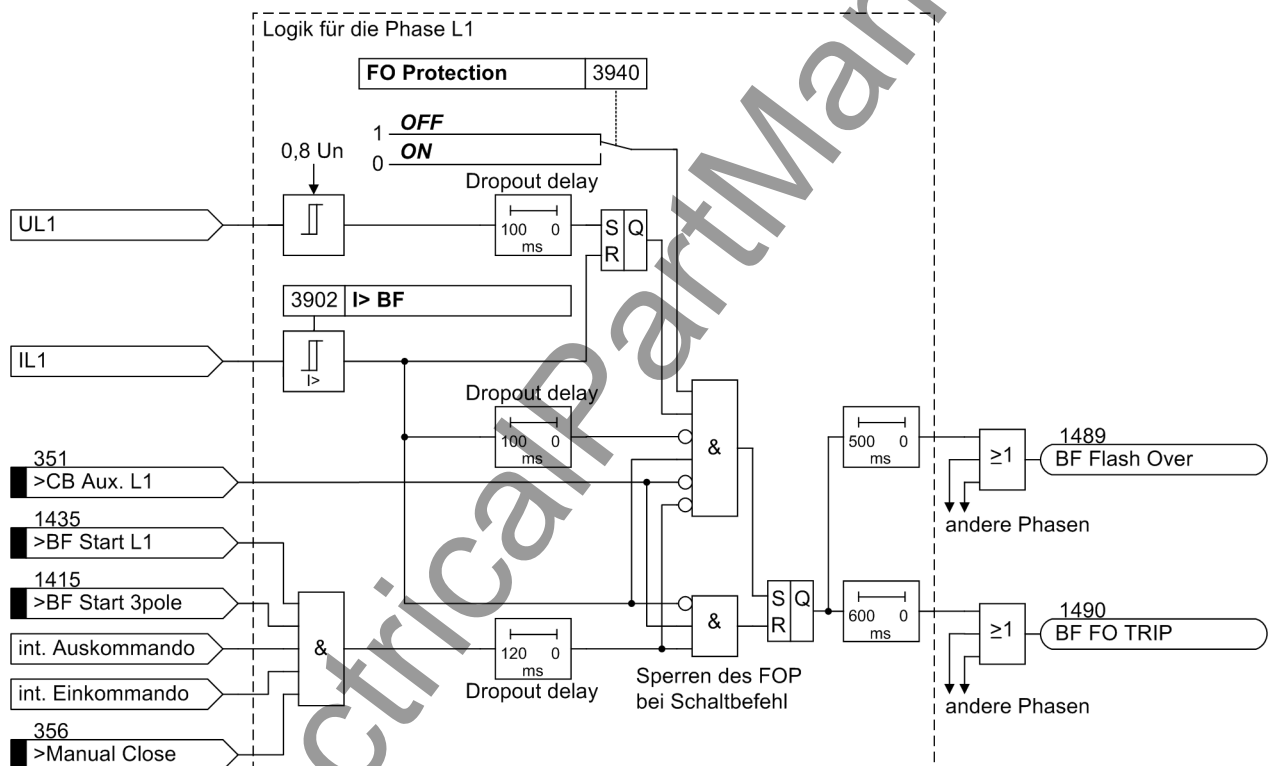 Logik für die Phase L1
FO Protection 3940
1 OFF
0 ON
0,8 Un
Dropout delay
UL1
100 0
ms
S Q
R
3902 I> BF
IL1
I>
Dropout delay
100 0
ms
&
500 0
ms
≥1
1489
BF Flash Over
andere Phasen
351
>CB Aux. L1
1435
>BF Start L1
1415
>BF Start 3pole
int. Auskommando
int. Einkommando
356
>Manual Close
&
120 0
ms
Dropout delay
&
Sperren des FOP
bei Schaltbefehl
S Q
R
600 0
ms
≥1
1490
BF FO TRIP
andere Phasen
ctricalPartMan